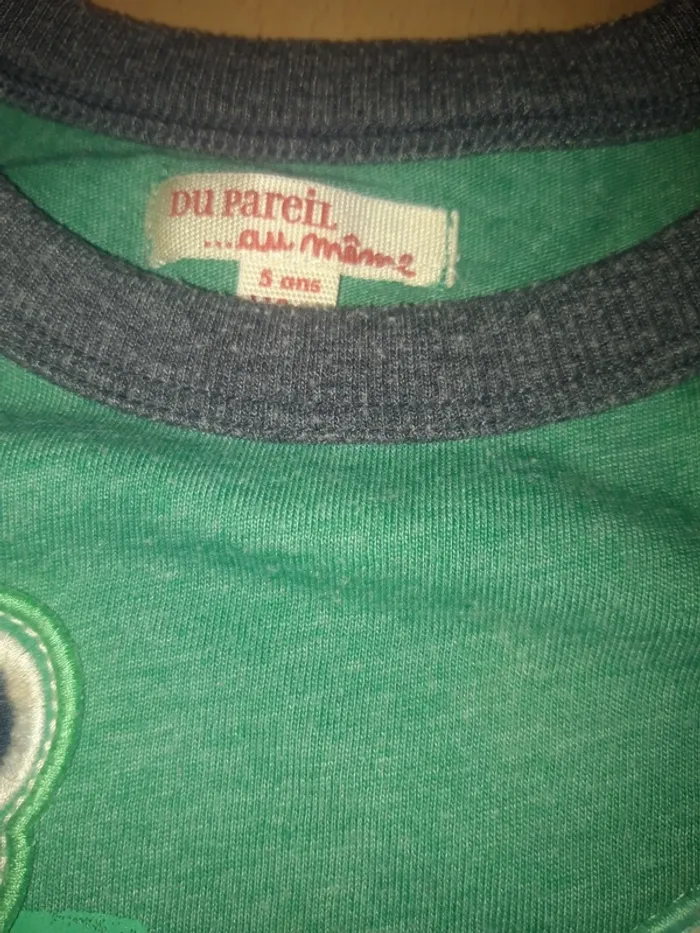 DU PAREIL
...au même
5 ans